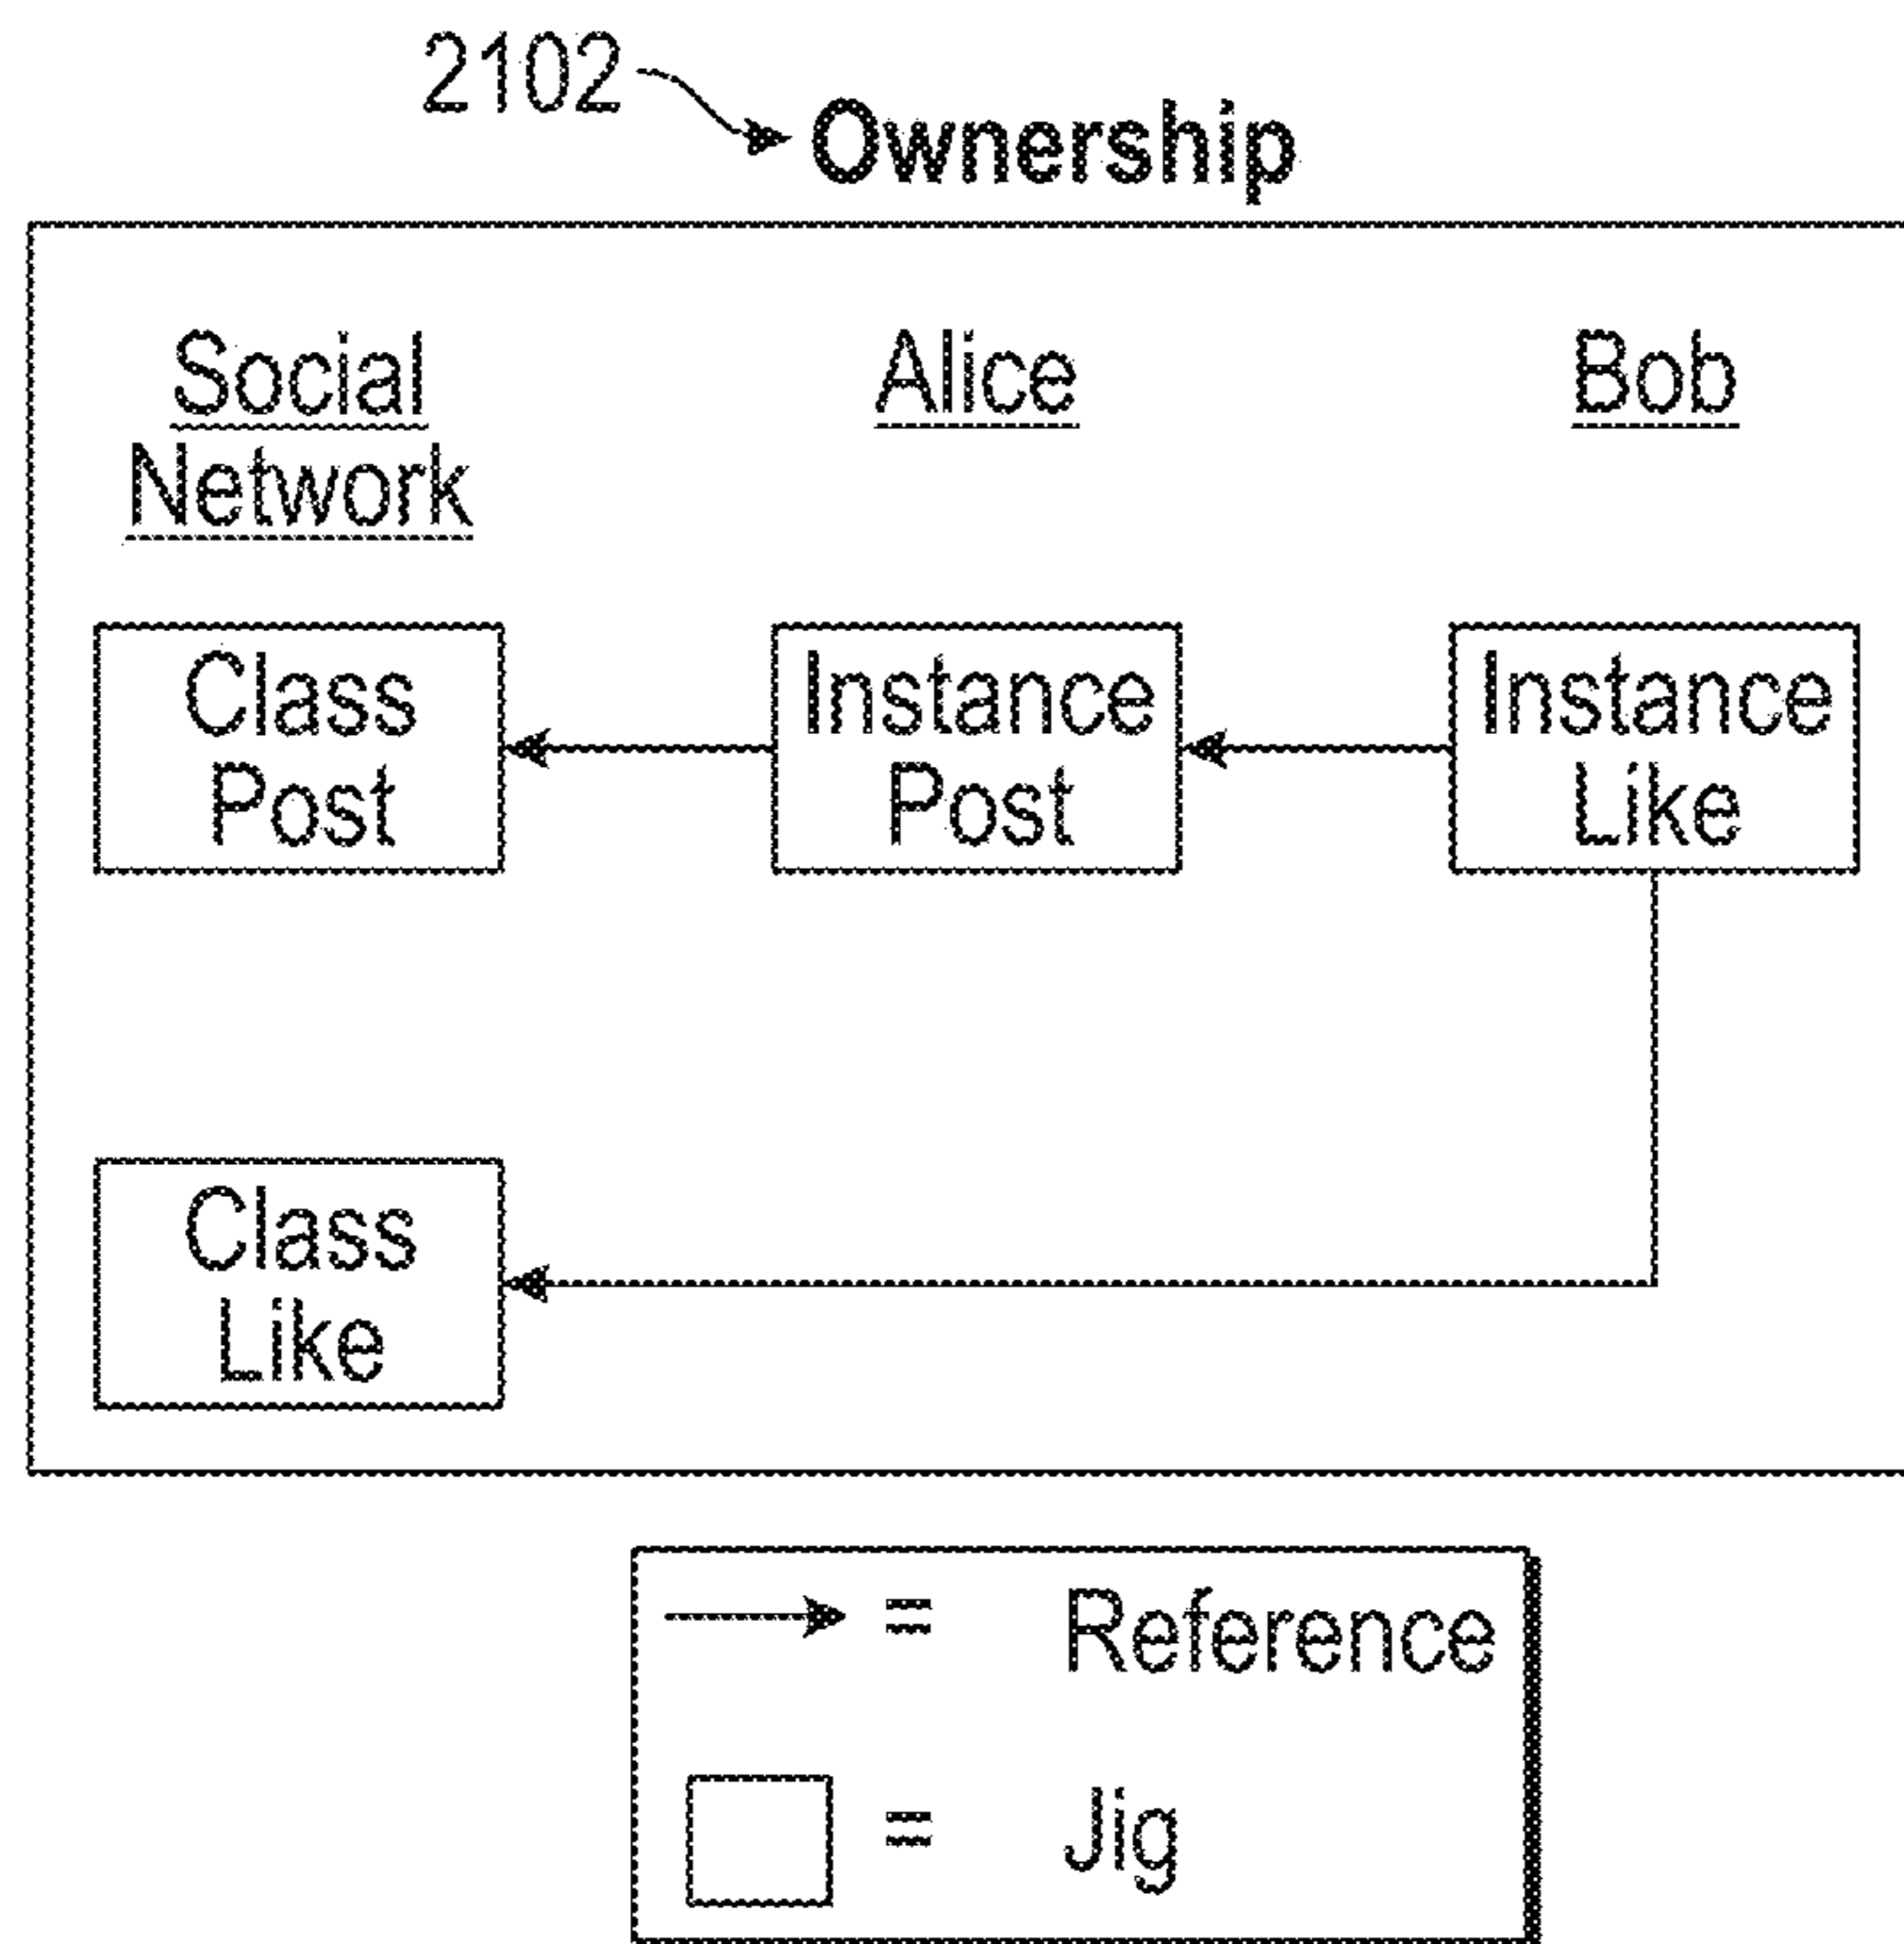 2102
Ownership
Social
Network
Alice
Bob
Class
Post
Instance
Post
Instance
Like
Class
Like
= Reference
= Jig